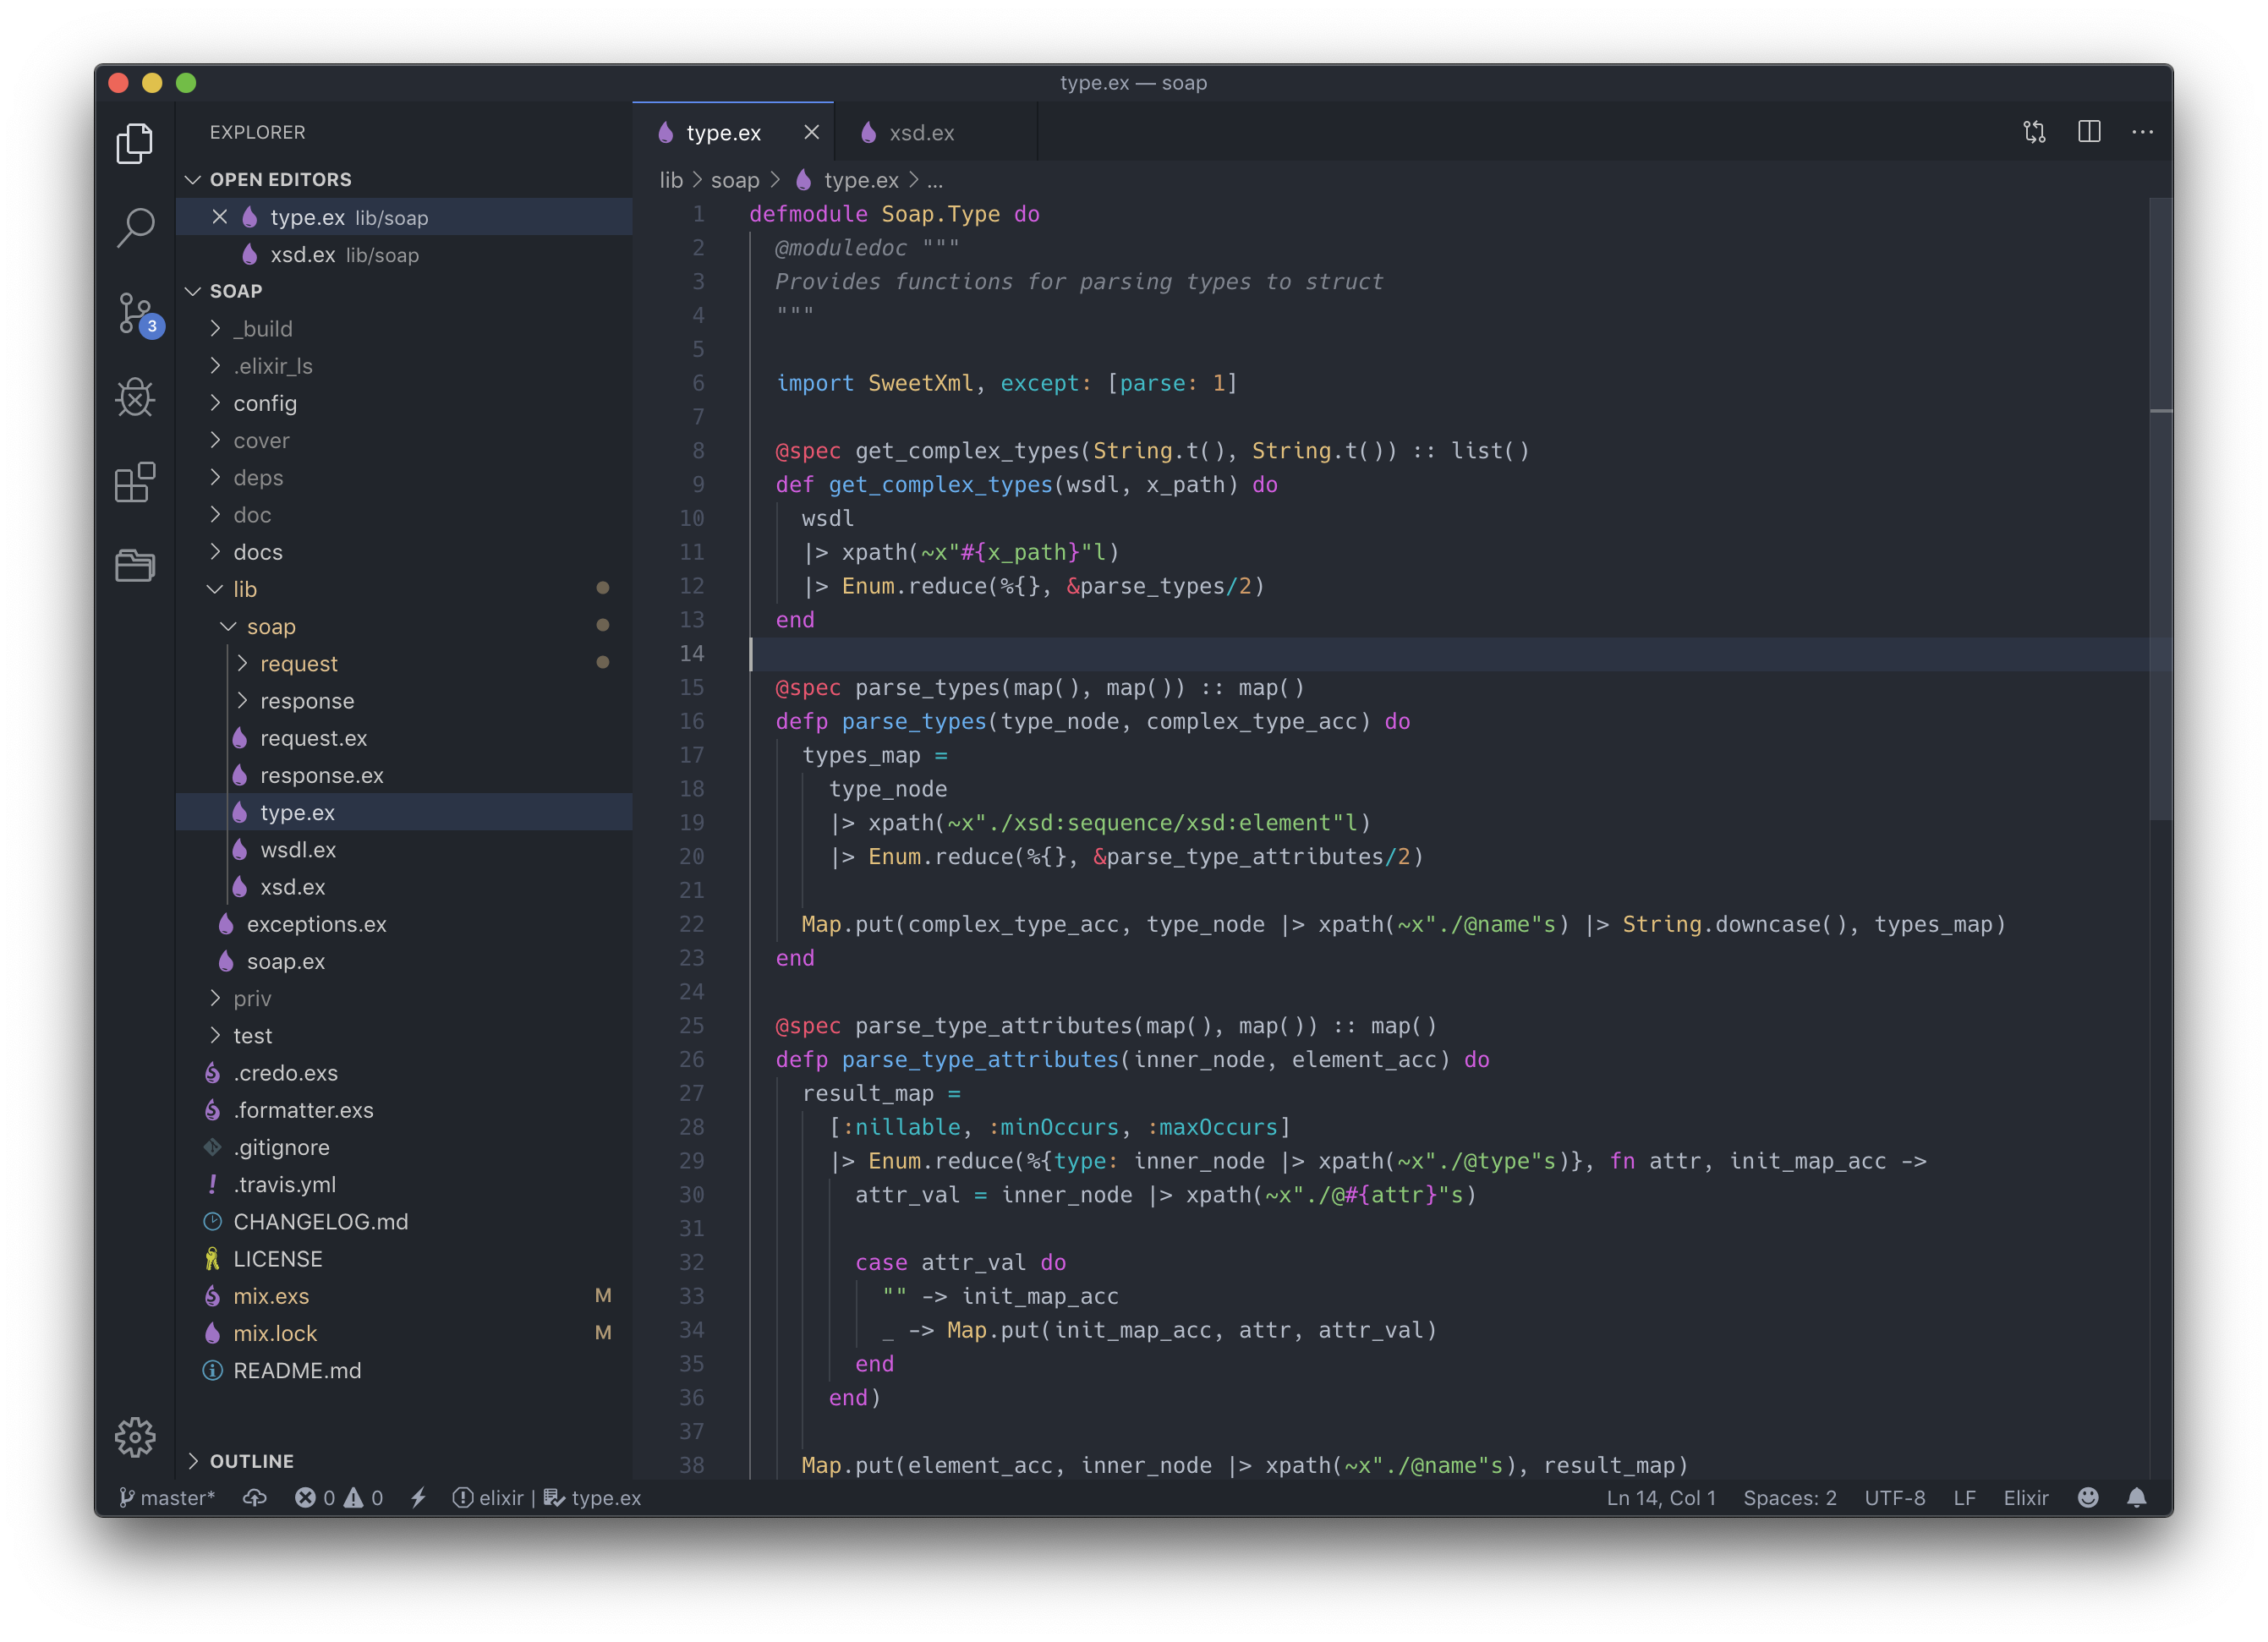 type.ex — soap
EXPLORER
OPEN EDITORS
type.ex lib/soap
xsd.ex lib/soap
SOAP
_build
.elixir_ls
config
cover
deps
doc
docs
lib
soap
request
response
request.ex
response.ex
type.ex
wsdl.ex
xsd.ex
exceptions.ex
soap.ex
priv
test
.credo.exs
.formatter.exs
.gitignore
.travis.yml
CHANGELOG.md
LICENSE
mix.exs M
mix.lock M
README.md
OUTLINE
3
type.ex xsd.ex
lib > soap > type.ex > ...
1 defmodule Soap.Type do
2   @moduledoc """
3   Provides functions for parsing types to struct
4   """
5
6   import SweetXml, except: [parse: 1]
7
8   @spec get_complex_types(String.t(), String.t()) :: list()
9   def get_complex_types(wsdl, x_path) do
10     wsdl
11     |> xpath(~x"#{x_path}"l)
12     |> Enum.reduce(%{}, &parse_types/2)
13   end
14
15   @spec parse_types(map(), map()) :: map()
16   defp parse_types(type_node, complex_type_acc) do
17     types_map =
18       type_node
19       |> xpath(~x"./xsd:sequence/xsd:element"l)
20       |> Enum.reduce(%{}, &parse_type_attributes/2)
21
22     Map.put(complex_type_acc, type_node |> xpath(~x"./@name"s) |> String.downcase(), types_map)
23   end
24
25   @spec parse_type_attributes(map(), map()) :: map()
26   defp parse_type_attributes(inner_node, element_acc) do
27     result_map =
28       [:nillable, :minOccurs, :maxOccurs]
29       |> Enum.reduce(%{type: inner_node |> xpath(~x"./@type"s)}, fn attr, init_map_acc ->
30         attr_val = inner_node |> xpath(~x"./@#{attr}"s)
31
32         case attr_val do
33           "" -> init_map_acc
34           _ -> Map.put(init_map_acc, attr, attr_val)
35         end
36       end)
37
38     Map.put(element_acc, inner_node |> xpath(~x"./@name"s), result_map)
master* 0 0 elixir | type.ex Ln 14, Col 1 Spaces: 2 UTF-8 LF Elixir